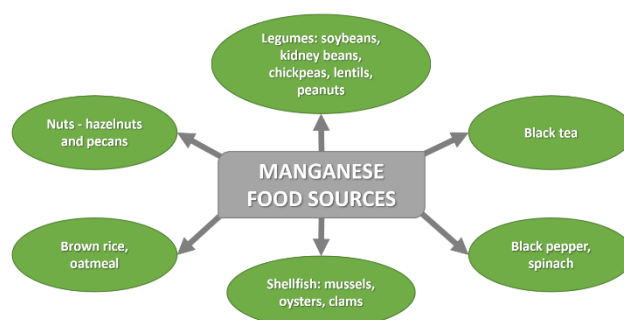 Legumes: soybeans,
kidney beans,
chickpeas, lentils,
peanuts
Nuts - hazelnuts
and pecans
Black tea
MANGANESE
FOOD SOURCES
Brown rice,
oatmeal
Black pepper,
spinach
Shellfish: mussels,
oysters, clams